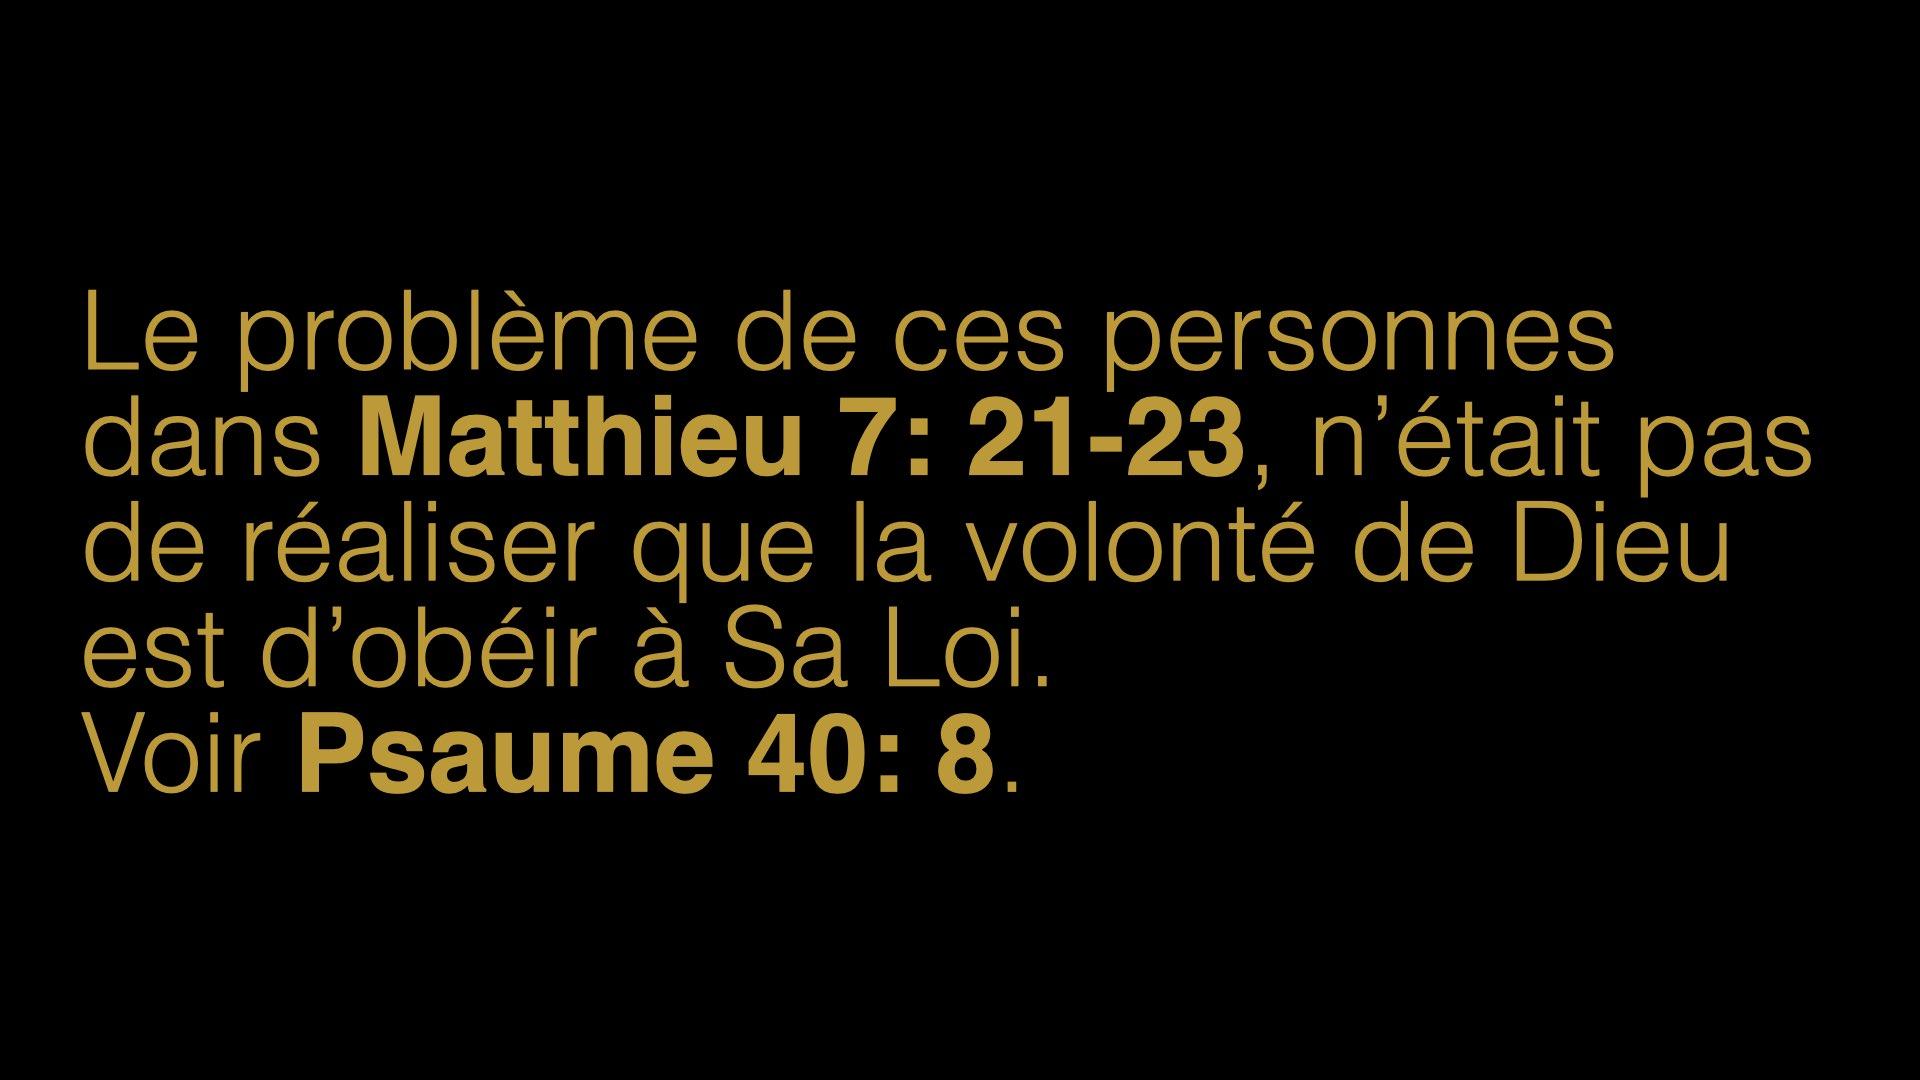 Le problème de ces personnes
dans Matthieu 7: 21-23, n’était pas
de réaliser que la volonté de Dieu
est d’obéir à Sa Loi.
Voir Psaume 40: 8.